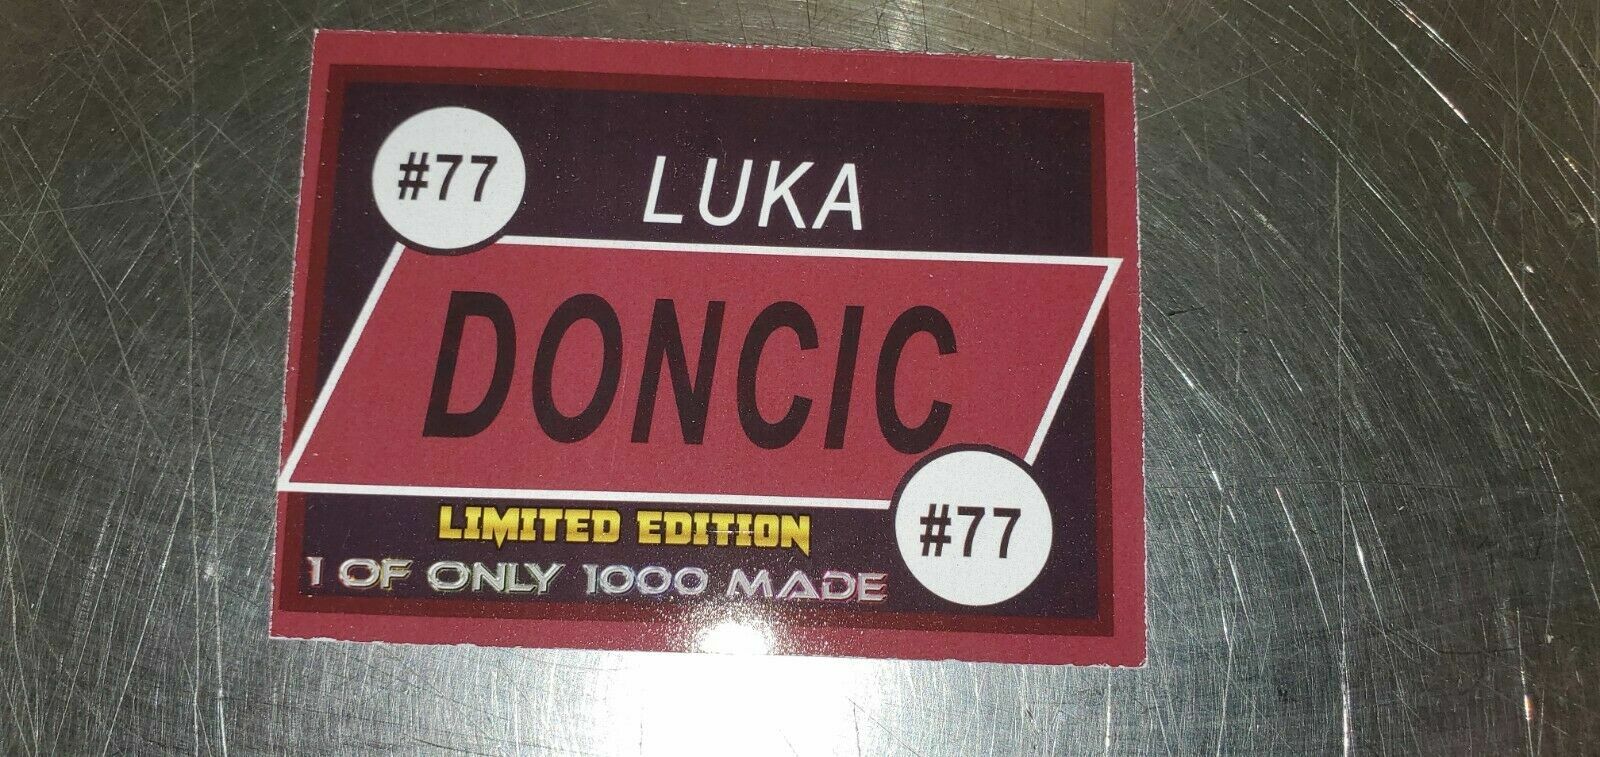 #77
LUKA
DONCIC
LIMITED EDITION
#77
1 OF ONLY 1000 MADE